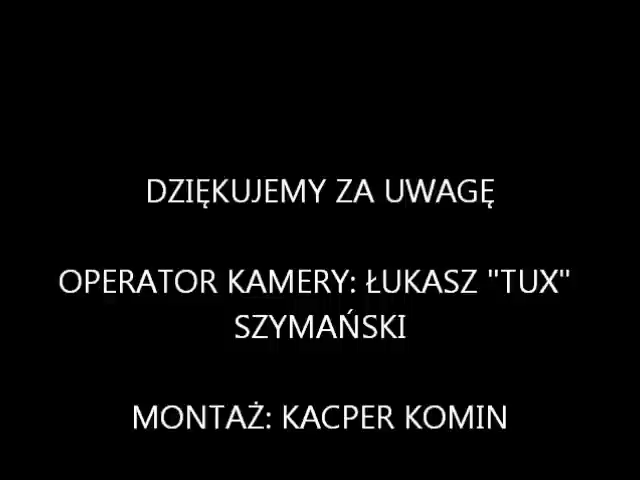 DZIĘKUJEMY ZA UWAGĘ
OPERATOR KAMERY: ŁUKASZ "TUX"
SZYMAŃSKI
MONTAŻ: KACPER KOMIN